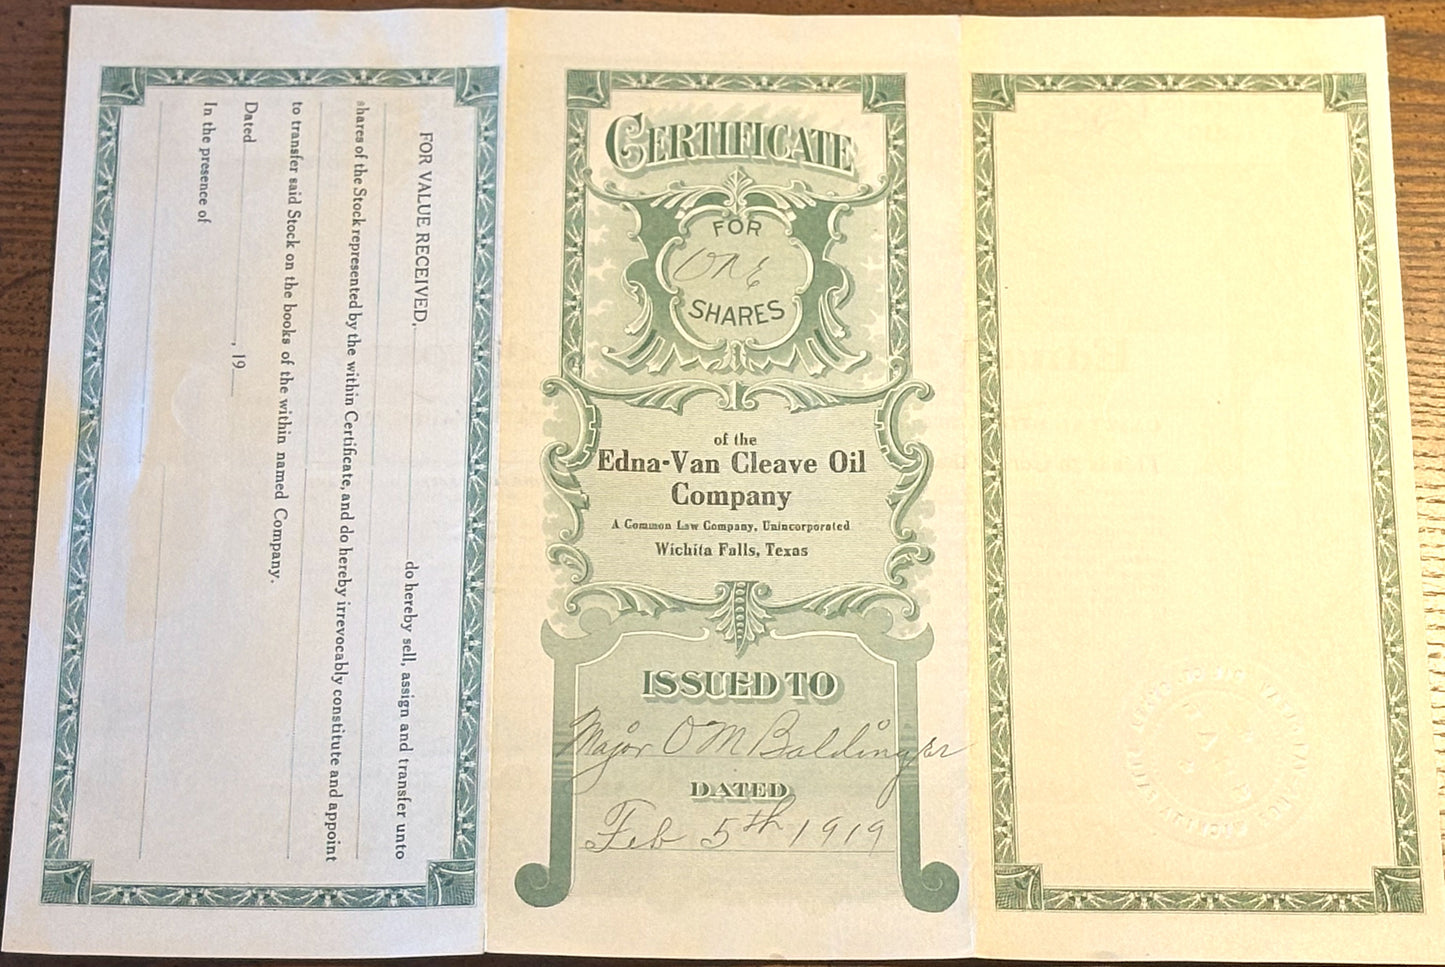 FOR VALUE RECEIVED,
do hereby sell, assign and transfer unto
shares of the Stock represented by the within Certificate, and do hereby irrevocably constitute and appoint
to transfer said Stock on the books of the within named Company.
Dated , 19
In the presence of
CERTIFICATE
FOR
One
SHARES
of the
Edna-Van Cleave Oil
Company
A Common Law Company, Unincorporated
Wichita Falls, Texas
ISSUED TO
Major O M Baldinger
DATED
Feb 5th 1919